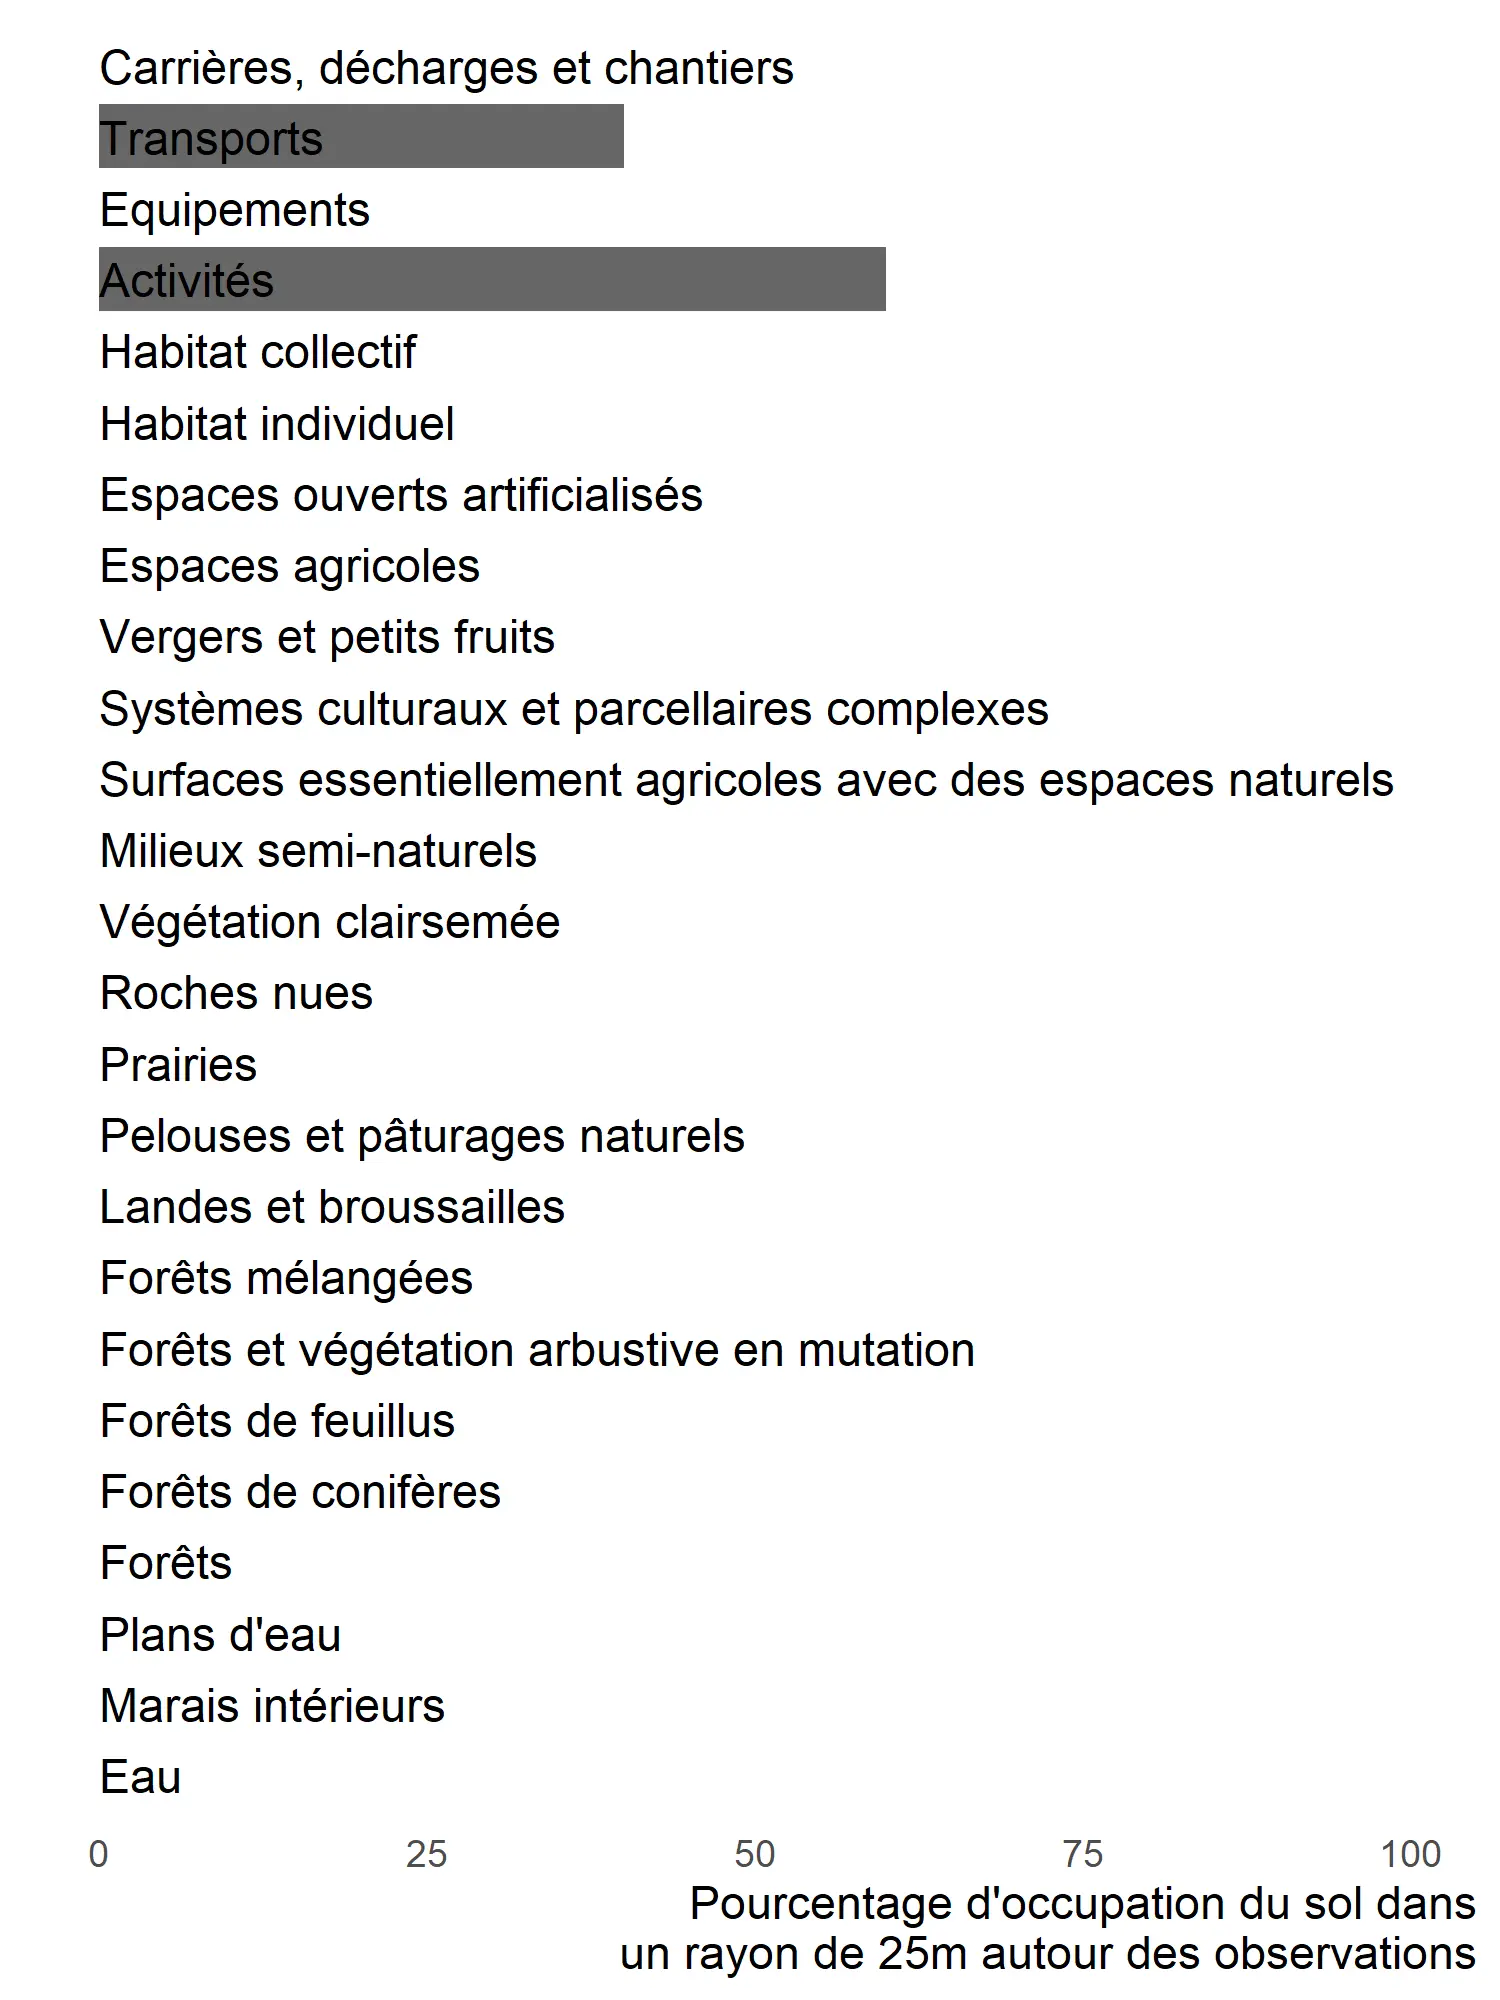 Carrières, décharges et chantiers
Transports
Equipements
Activités
Habitat collectif
Habitat individuel
Espaces ouverts artificialisés
Espaces agricoles
Vergers et petits fruits
Systèmes culturaux et parcellaires complexes
Surfaces essentiellement agricoles avec des espaces naturels
Milieux semi-naturels
Végétation clairsemée
Roches nues
Prairies
Pelouses et pâturages naturels
Landes et broussailles
Forêts mélangées
Forêts et végétation arbustive en mutation
Forêts de feuillus
Forêts de conifères
Forêts
Plans d'eau
Marais intérieurs
Eau
0 25 50 75 100
Pourcentage d'occupation du sol dans
un rayon de 25m autour des observations